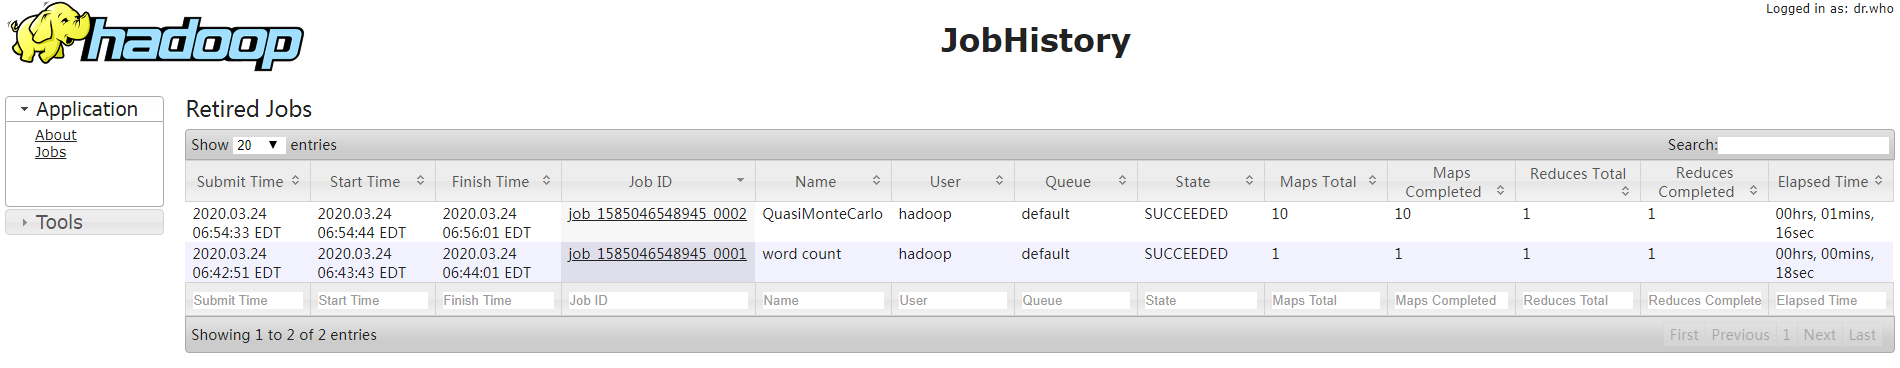 Logged in as: dr.who
hadoop
JobHistory
Application
About
Jobs
Tools
Retired Jobs
Show 20 entries
Search:
Submit Time Start Time Finish Time Job ID Name User Queue State Maps Total Maps Completed Reduces Total Reduces Completed Elapsed Time
2020.03.24 2020.03.24 2020.03.24 job_1585046548945_0002 QuasiMonteCarlo hadoop default SUCCEEDED 10 10 1 1 00hrs, 01mins,
06:54:33 EDT 06:54:44 EDT 06:56:01 EDT 16sec
2020.03.24 2020.03.24 2020.03.24 job_1585046548945_0001 word count hadoop default SUCCEEDED 1 1 1 1 00hrs, 00mins,
06:42:51 EDT 06:43:43 EDT 06:44:01 EDT 18sec
Submit Time Start Time Finish Time Job ID Name User Queue State Maps Total Maps Completed Reduces Total Reduces Complete Elapsed Time
Showing 1 to 2 of 2 entries
First Previous 1 Next Last